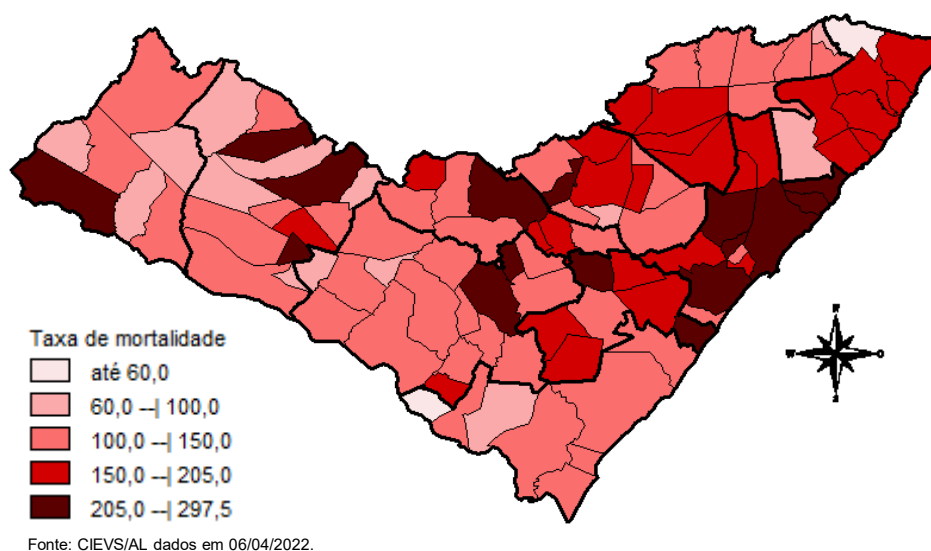 Taxa de mortalidade
até 60,0
60,0 --| 100,0
100,0 --| 150,0
150,0 --| 205,0
205,0 --| 297,5
Fonte: CIEVS/AL dados em 06/04/2022.